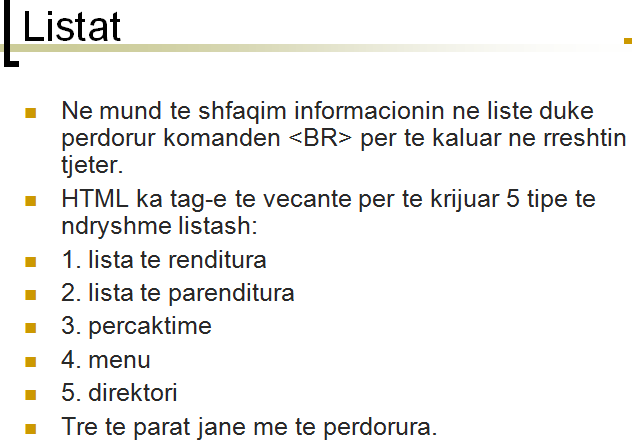 Listat
Ne mund te shfaqim informacionin ne liste duke
perdorur komanden <BR> per te kaluar ne rreshtin
tjeter.
HTML ka tag-e te vecante per te krijuar 5 tipe te
ndryshme listash:
1. lista te renditura
2. lista te parenditura
3. percaktime
4. menu
5. direktori
Tre te parat jane me te perdorura.